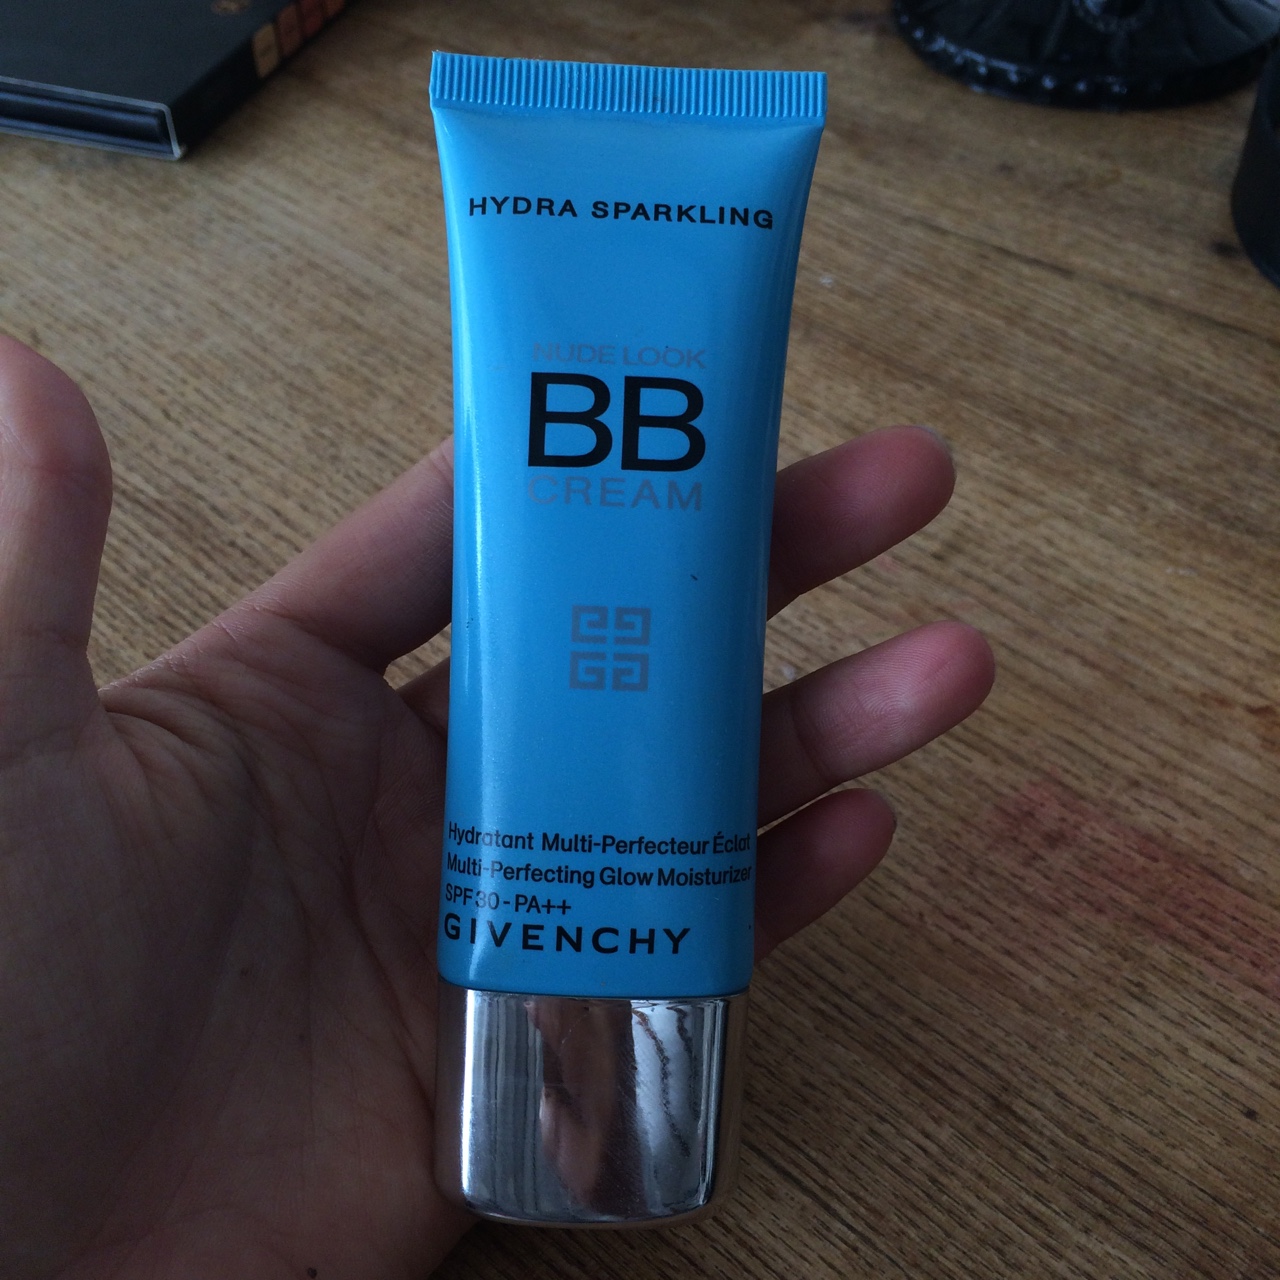 HYDRA SPARKLING
NUDE LOOK
BB
CREAM
Hydratant Multi-Perfecteur Éclat
Multi-Perfecting Glow Moisturizer
SPF 30 - PA++
GIVENCHY